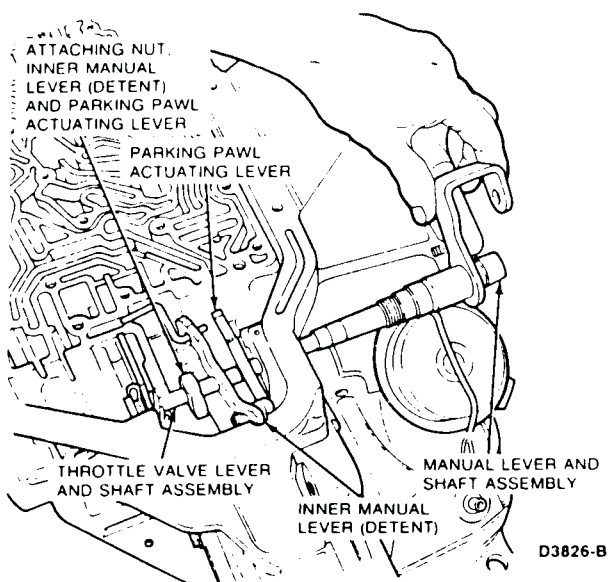 ATTACHING NUT,
INNER MANUAL
LEVER (DETENT)
AND PARKING PAWL
ACTUATING LEVER
PARKING PAWL
ACTUATING LEVER
THROTTLE VALVE LEVER
AND SHAFT ASSEMBLY
INNER MANUAL
LEVER (DETENT)
MANUAL LEVER AND
SHAFT ASSEMBLY
D3826-B